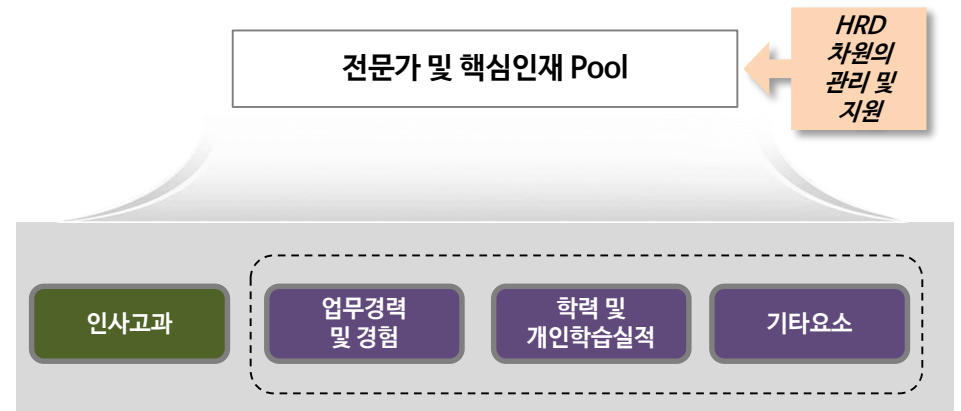 전문가 및 핵심인재 Pool
HRD
차원의
관리 및
지원
인사고과
업무경력
및 경험
학력 및
개인학습실적
기타요소